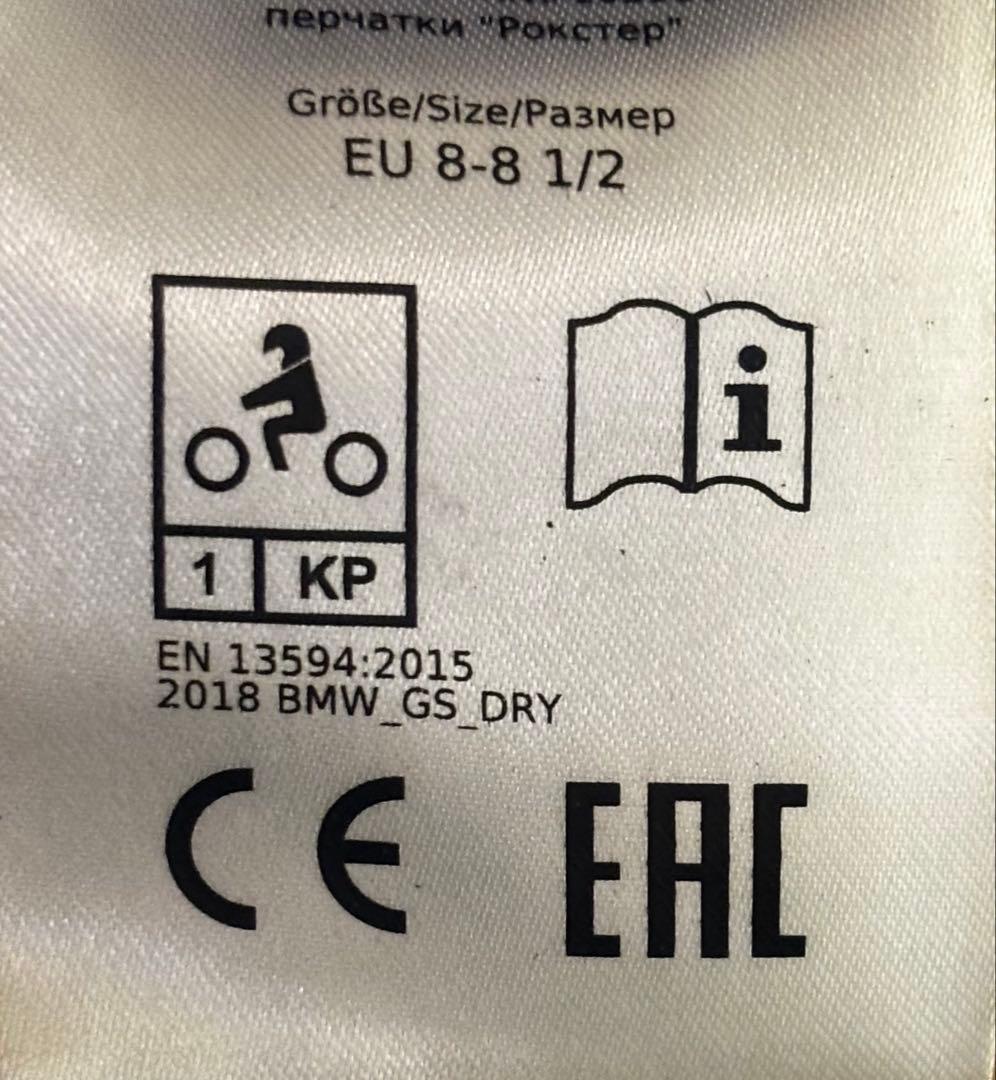 перчатки "Рокстер"
Größe/Size/Размер
EU 8-8 1/2
i
1 KP
EN 13594:2015
2018 BMW_GS_DRY
CE EAC